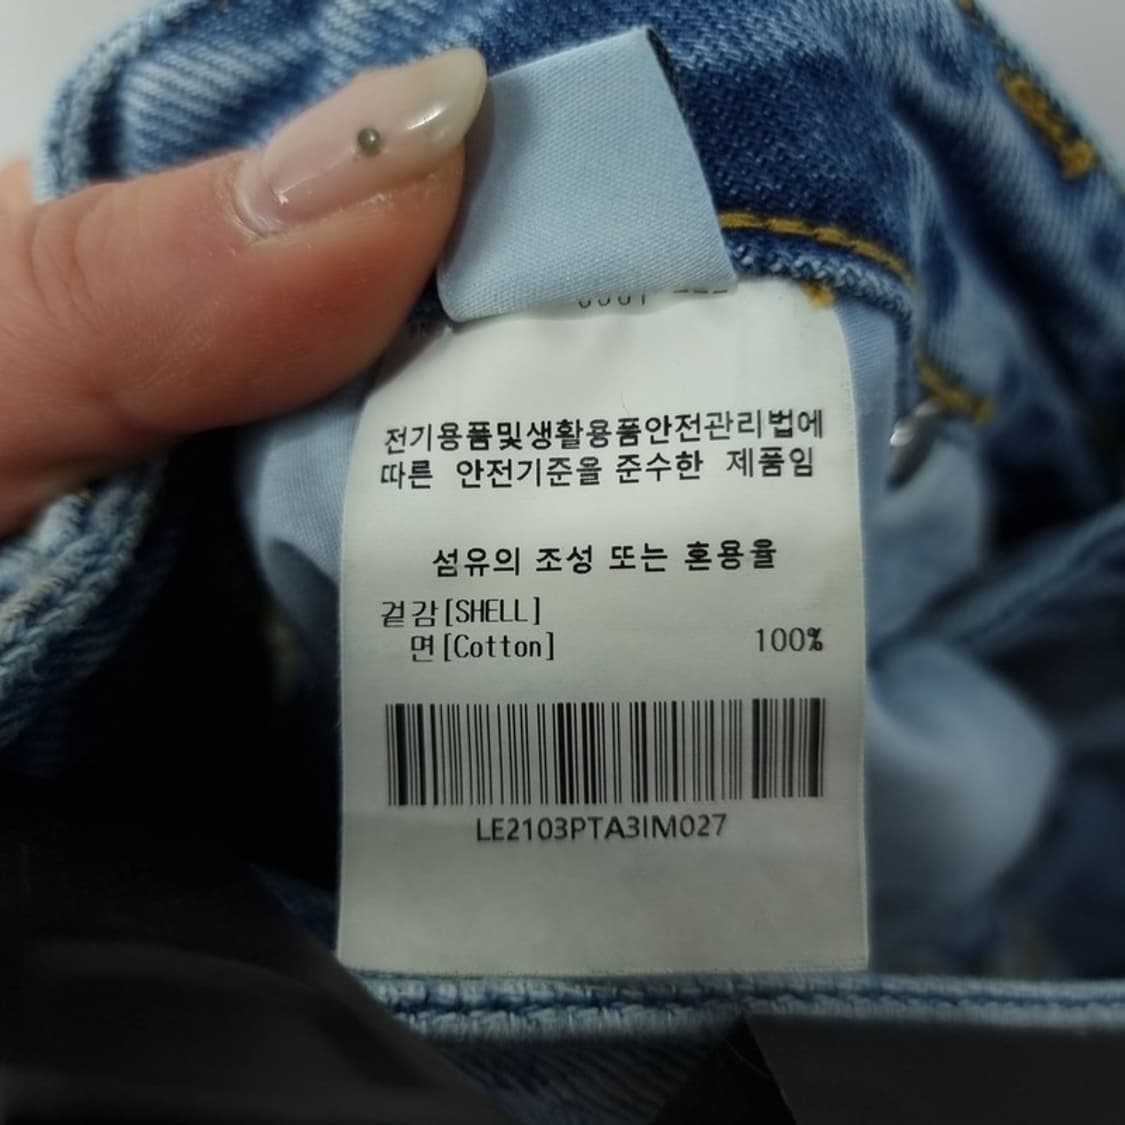 전기용품및생활용품안전관리법에
따른 안전기준을 준수한 제품임
섬유의 조성 또는 혼용율
겉감[SHELL]
면[Cotton] 100%
LE2103PTA3IM027